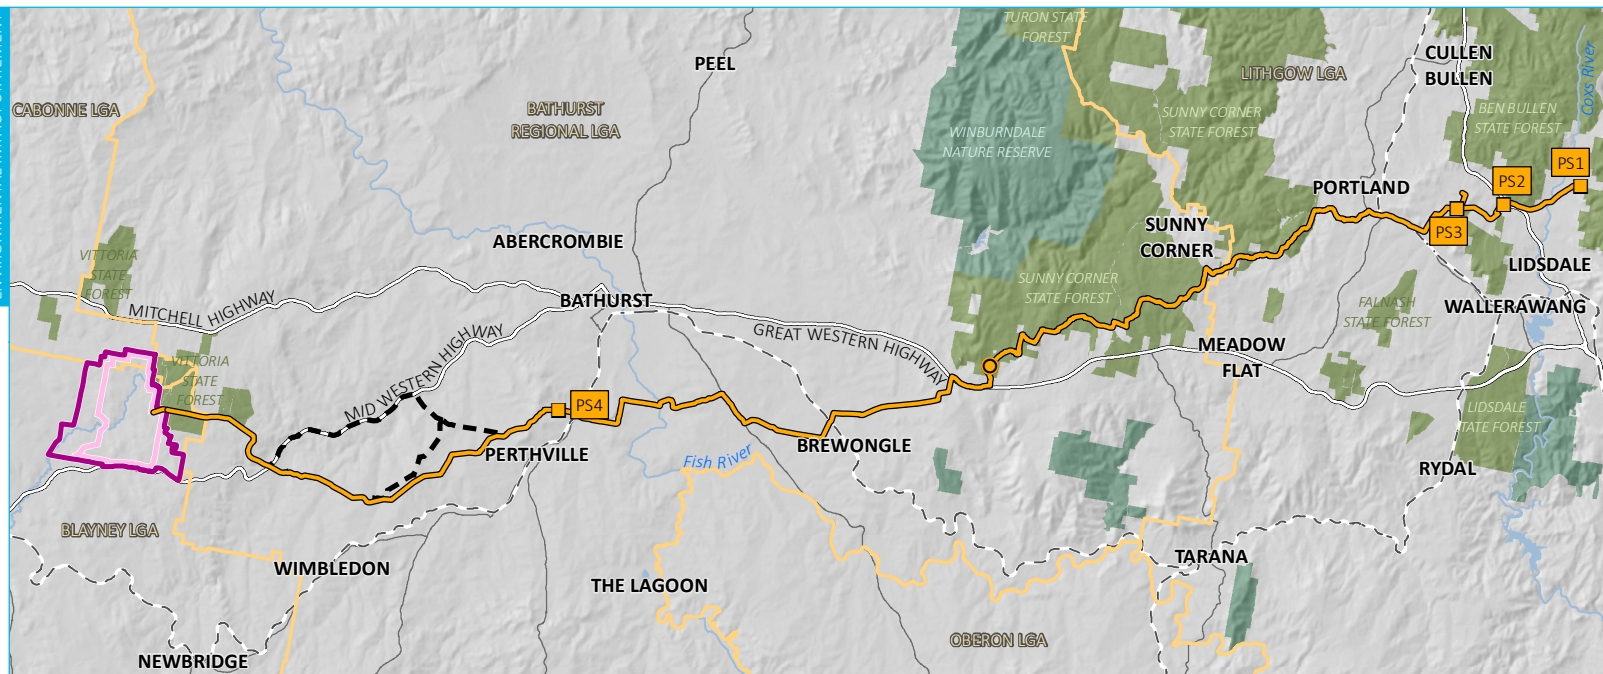 TURON STATE
FOREST
CULLEN
BULLEN
PEEL
LITHGOW LGA
Coxs River
CABONNE LGA
BATHURST
REGIONAL LGA
SUNNY CORNER
STATE FOREST
BEN BULLEN
STATE FOREST
WINBURNDALE
NATURE RESERVE
PS1
PS2
PORTLAND
PS3
SUNNY
CORNER
ABERCROMBIE
VITTORIA
STATE
FOREST
LIDSDALE
SUNNY CORNER
STATE FOREST
MITCHELL HIGHWAY
BATHURST
FALNASH
STATE FOREST
WALLERAWANG
GREAT WESTERN HIGHWAY
MEADOW
FLAT
VITTORIA
STATE
FOREST
MID WESTERN HIGHWAY
PS4
LIDSDALE
STATE FOREST
BREWONGLE
PERTHVILLE
Fish River
RYDAL
BLAYNEY LGA
WIMBLEDON
THE LAGOON
TARANA
OBERON LGA
NEWBRIDGE